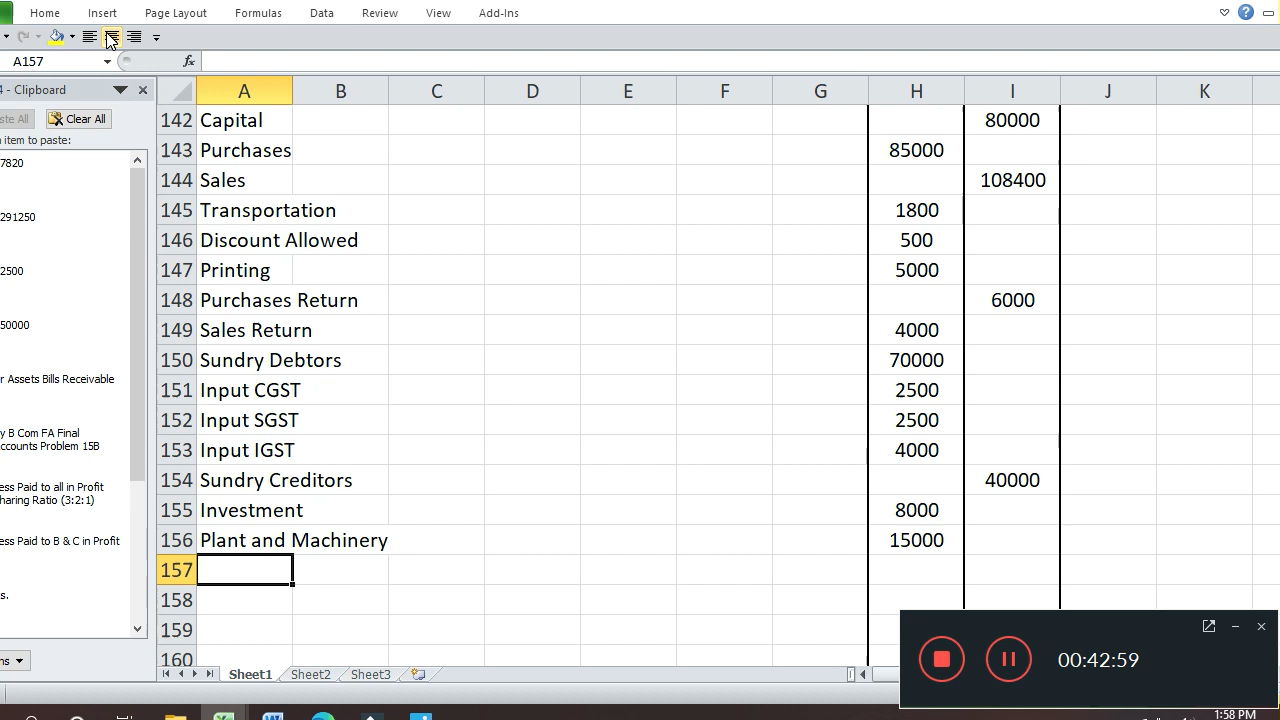 Home Insert Page Layout Formulas Data Review View Add-Ins
A157 fx
4 - Clipboard
ste All Clear All
item to paste:
7820
291250
2500
50000
r Assets Bills Receivable
y B Com FA Final
ccounts Problem 15B
ess Paid to all in Profit
haring Ratio (3:2:1)
ess Paid to B & C in Profit
s.
ns
A B C D E F G H I J K
142 Capital 80000
143 Purchases 85000
144 Sales 108400
145 Transportation 1800
146 Discount Allowed 500
147 Printing 5000
148 Purchases Return 6000
149 Sales Return 4000
150 Sundry Debtors 70000
151 Input CGST 2500
152 Input SGST 2500
153 Input IGST 4000
154 Sundry Creditors 40000
155 Investment 8000
156 Plant and Machinery 15000
157
158
159
160
Sheet1 Sheet2 Sheet3
00:42:59
1:58 PM